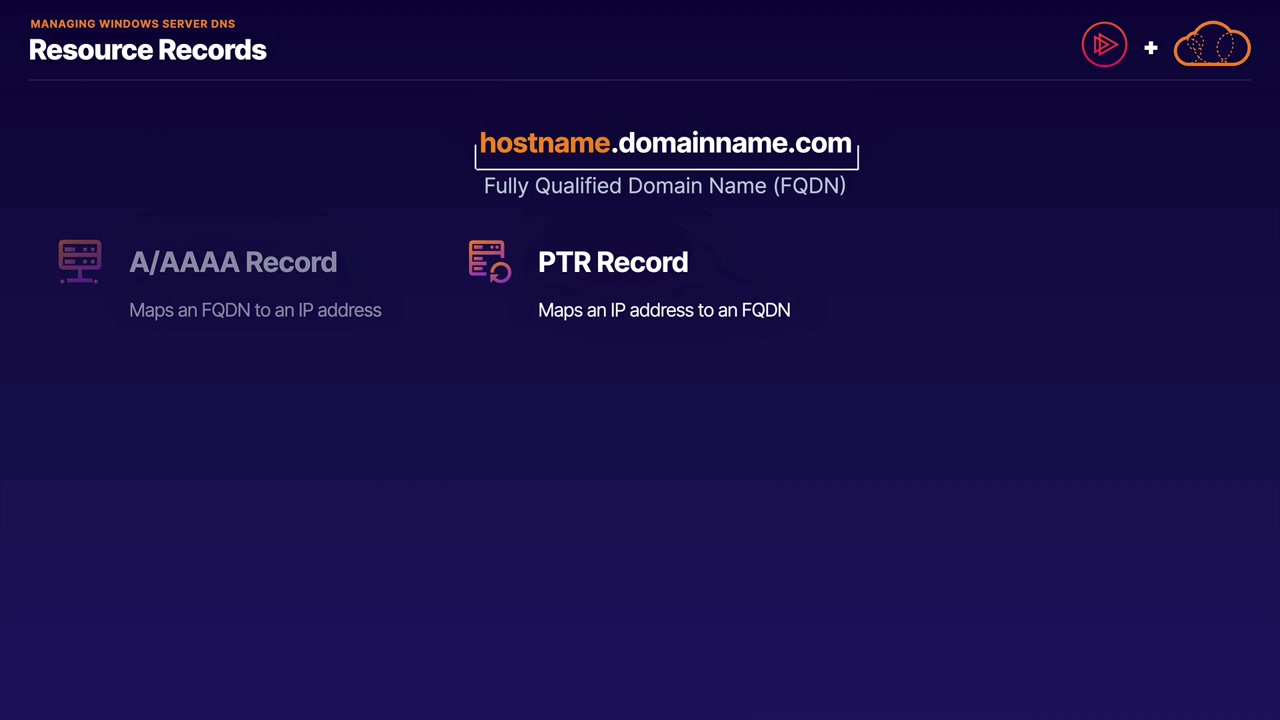 MANAGING WINDOWS SERVER DNS
Resource Records
+
hostname.domainname.com
Fully Qualified Domain Name (FQDN)
A/AAAA Record
Maps an FQDN to an IP address
PTR Record
Maps an IP address to an FQDN